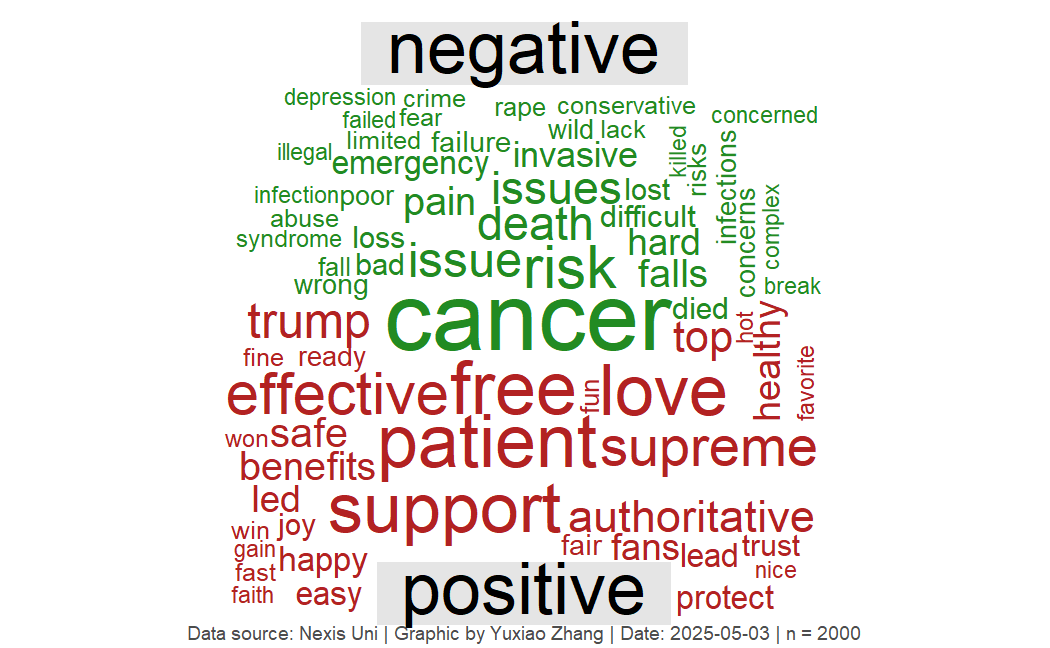 negative
depression crime rape conservative concerned
failed fear wild lack killed
illegal limited failure invasive risks infections
emergency issues lost
infection poor pain death difficult complex
abuse syndrome loss issue risk hard concerns
fall bad falls break
wrong cancer died
trump top hot healthy
fine ready favorite
effective free fun love
won safe patient supreme
benefits
led support authoritative
win joy fair fans lead trust
gain happy nice
fast
faith easy positive protect
Data source: Nexis Uni | Graphic by Yuxiao Zhang | Date: 2025-05-03 | n = 2000